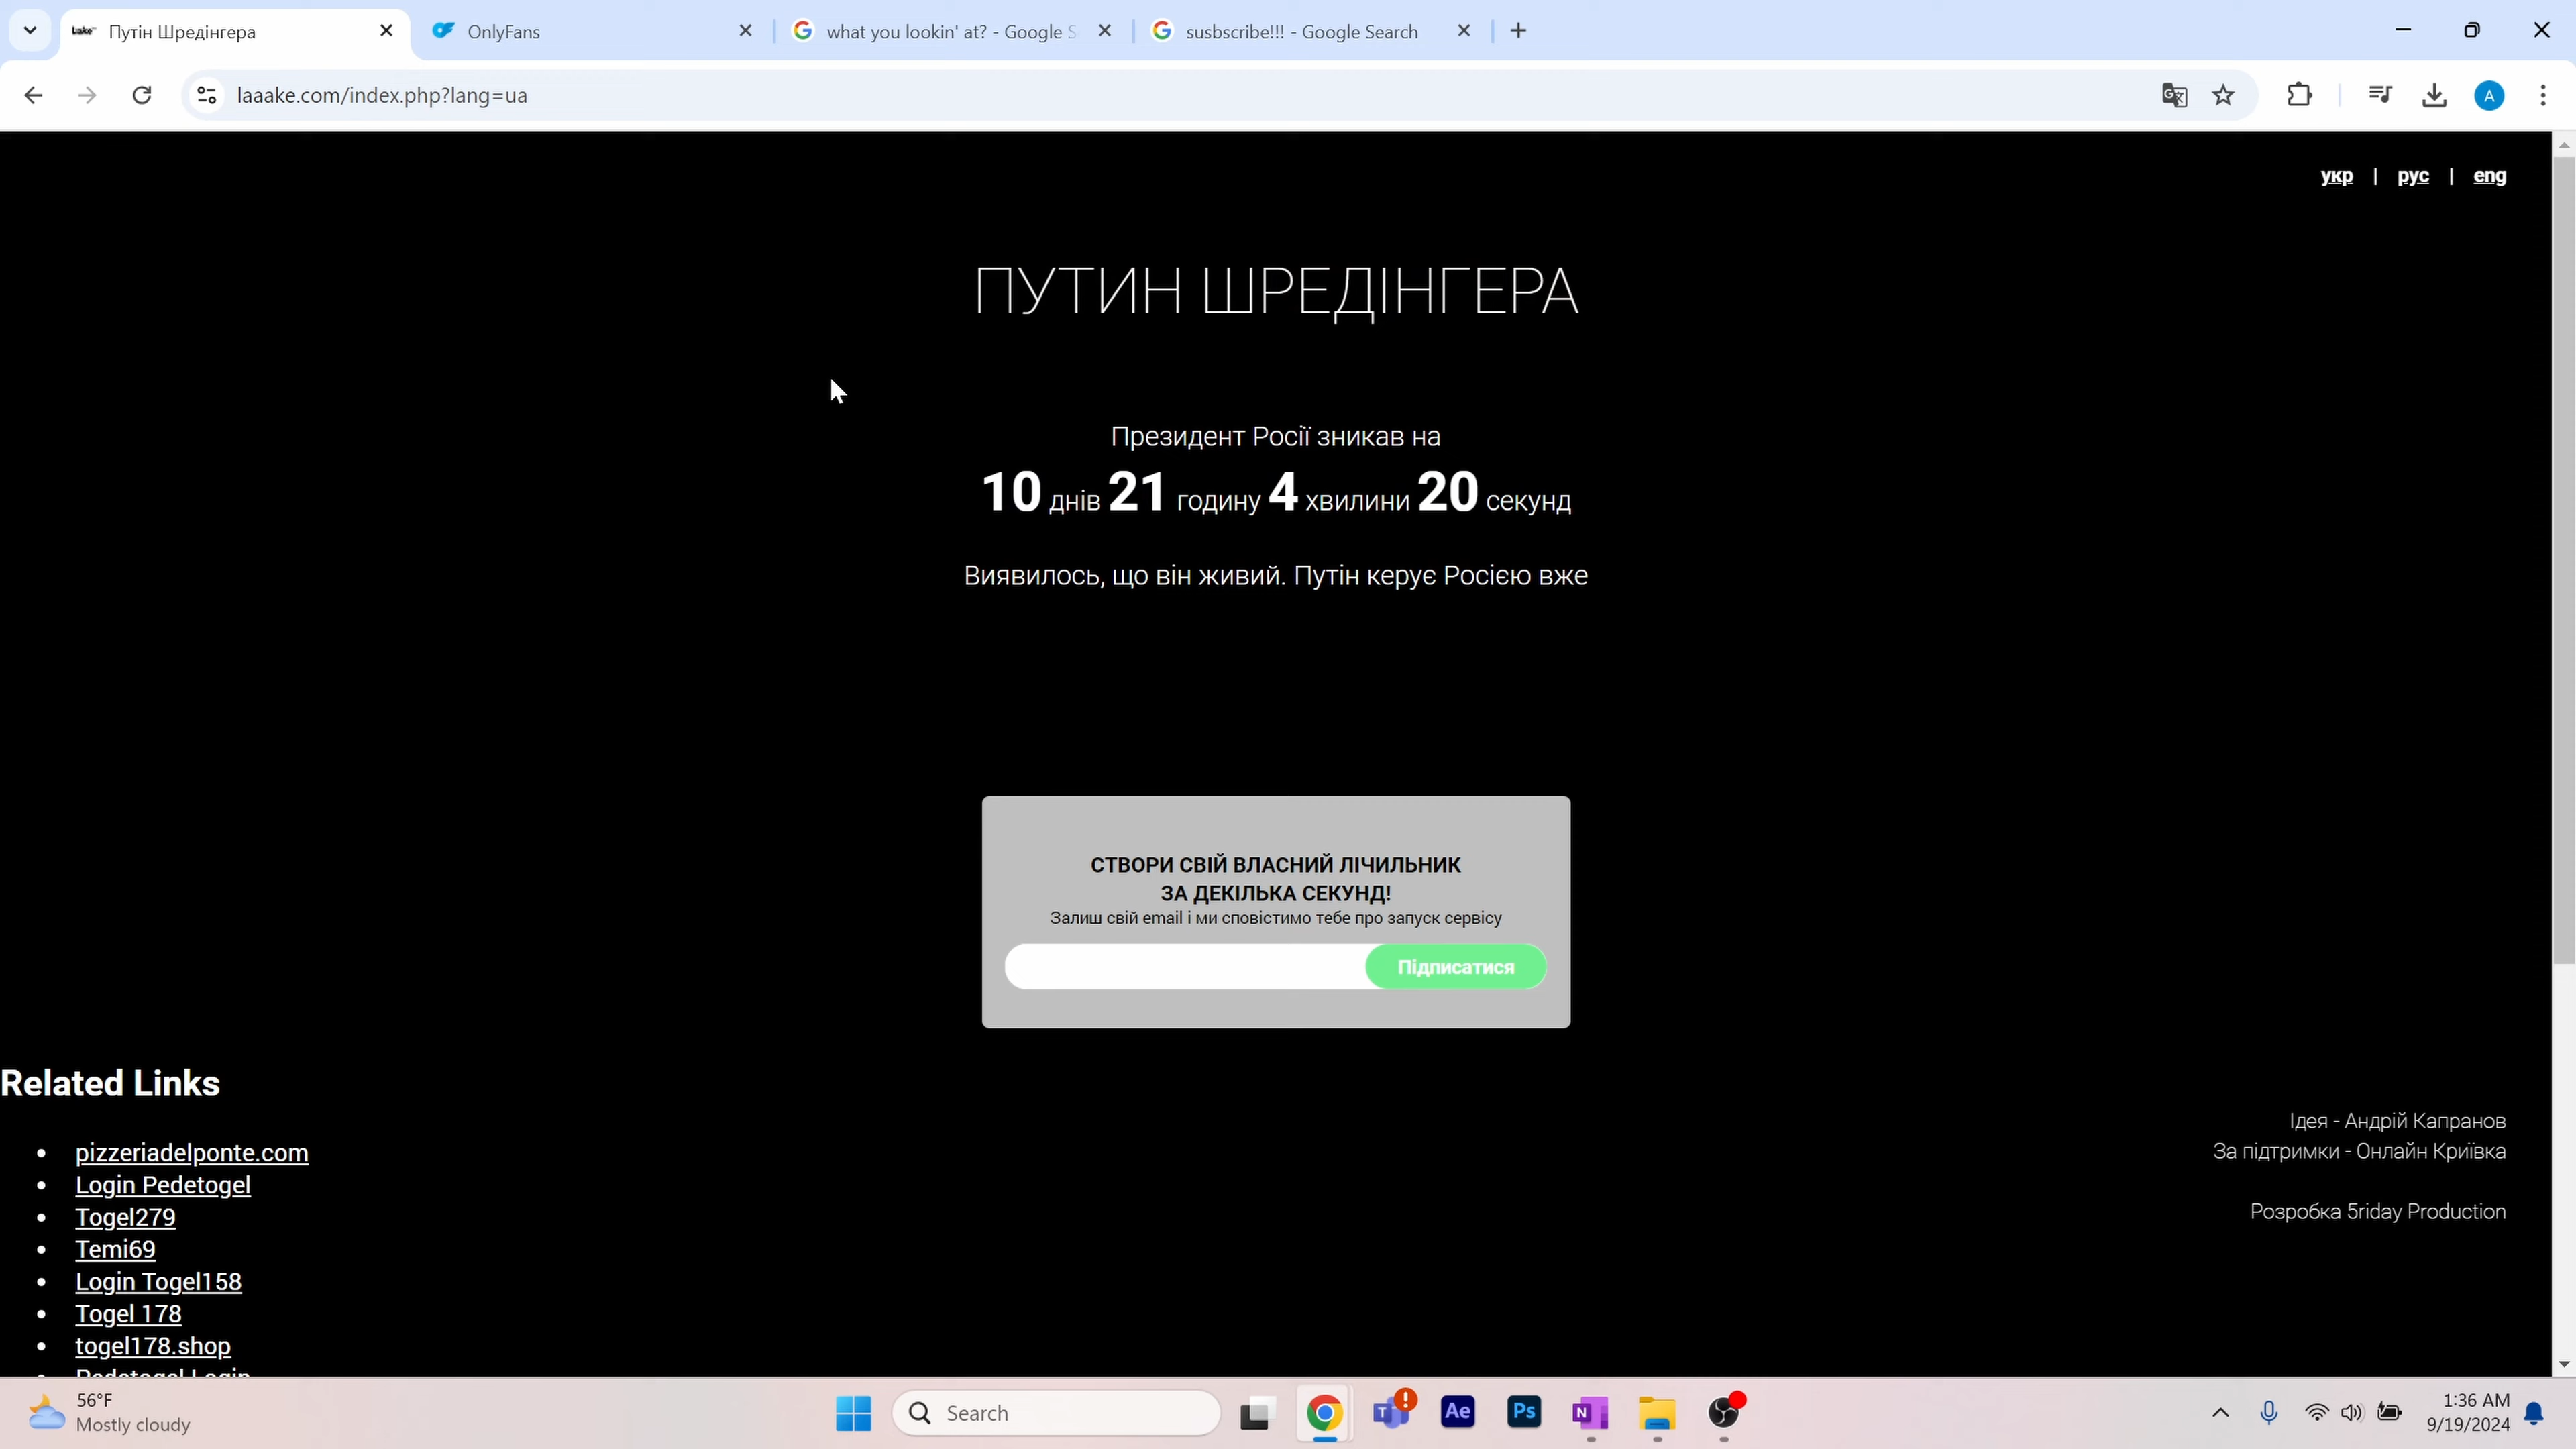 Lake Путін Шредінгера
OnlyFans
what you lookin' at? - Google S
susbscribe!!! - Google Search
laaake.com/index.php?lang=ua
A
укр | рус | eng
ПУТИН ШРЕДІНГЕРА
Президент Росії зникав на
10 днів 21 годину 4 хвилини 20 секунд
Виявилось, що він живий. Путін керує Росією вже
СТВОРИ СВІЙ ВЛАСНИЙ ЛІЧИЛЬНИК
ЗА ДЕКІЛЬКА СЕКУНД!
Залиш свій email і ми сповістимо тебе про запуск сервісу
Підписатися
Related Links
• pizzeriadelponte.com
• Login Pedetogel
• Togel279
• Temi69
• Login Togel158
• Togel 178
• togel178.shop
Ідея - Андрій Капранов
За підтримки - Онлайн Криївка
Розробка 5riday Production
56°F
Mostly cloudy
Search
T
!
Ae
Ps
N
1:36 AM
9/19/2024